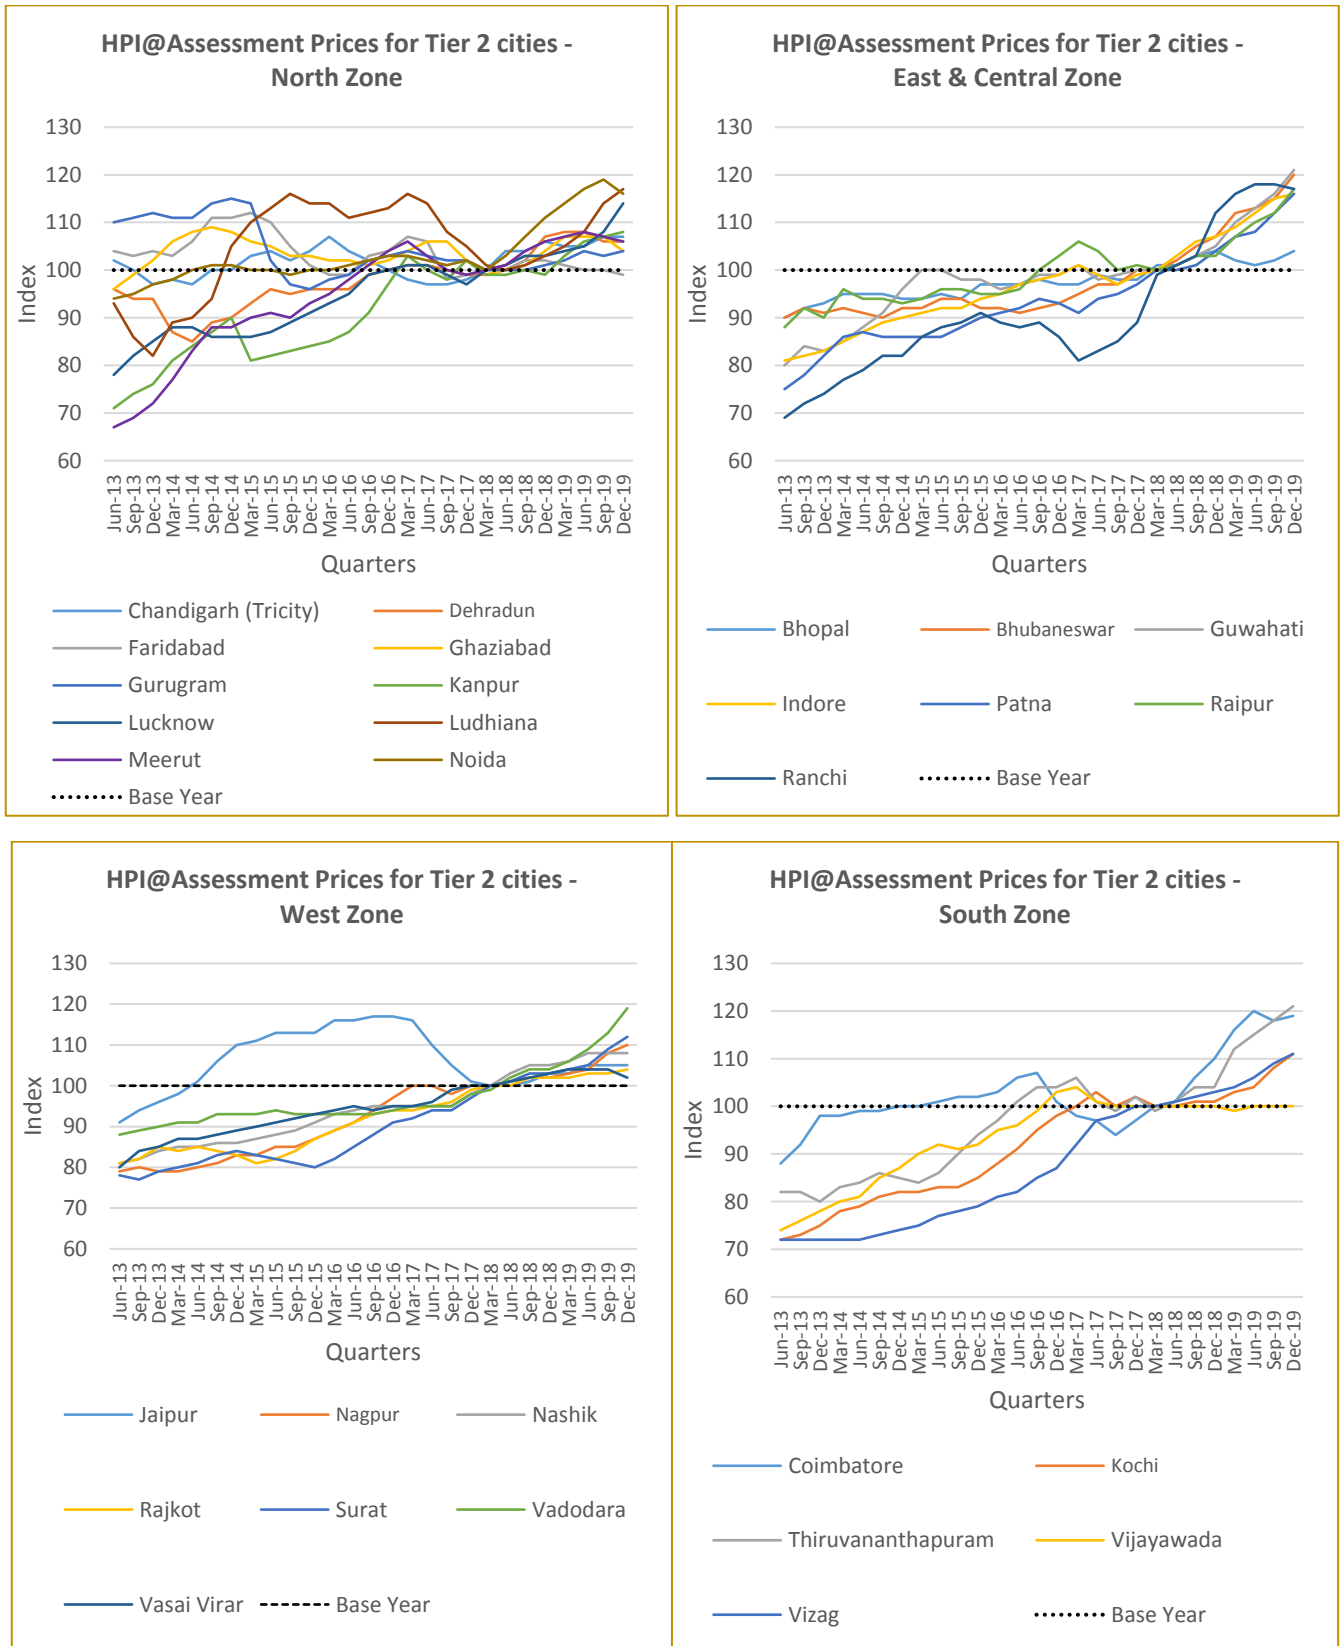 HPI@Assessment Prices for Tier 2 cities -
North Zone
130
120
110
100
90
80
70
60
Index
Jun-13
Sep-13
Dec-13
Mar-14
Jun-14
Sep-14
Dec-14
Mar-15
Jun-15
Sep-15
Dec-15
Mar-16
Jun-16
Sep-16
Dec-16
Mar-17
Jun-17
Sep-17
Dec-17
Mar-18
Jun-18
Sep-18
Dec-18
Mar-19
Jun-19
Sep-19
Dec-19
Quarters
Chandigarh (Tricity)
Dehradun
Faridabad
Ghaziabad
Gurugram
Kanpur
Lucknow
Ludhiana
Meerut
Noida
Base Year
HPI@Assessment Prices for Tier 2 cities -
East & Central Zone
130
120
110
100
90
80
70
60
Index
Jun-13
Sep-13
Dec-13
Mar-14
Jun-14
Sep-14
Dec-14
Mar-15
Jun-15
Sep-15
Dec-15
Mar-16
Jun-16
Sep-16
Dec-16
Mar-17
Jun-17
Sep-17
Dec-17
Mar-18
Jun-18
Sep-18
Dec-18
Mar-19
Jun-19
Sep-19
Dec-19
Quarters
Bhopal
Bhubaneswar
Guwahati
Indore
Patna
Raipur
Ranchi
Base Year
HPI@Assessment Prices for Tier 2 cities -
West Zone
130
120
110
100
90
80
70
60
Index
Jun-13
Sep-13
Dec-13
Mar-14
Jun-14
Sep-14
Dec-14
Mar-15
Jun-15
Sep-15
Dec-15
Mar-16
Jun-16
Sep-16
Dec-16
Mar-17
Jun-17
Sep-17
Dec-17
Mar-18
Jun-18
Sep-18
Dec-18
Mar-19
Jun-19
Sep-19
Dec-19
Quarters
Jaipur
Nagpur
Nashik
Rajkot
Surat
Vadodara
Vasai Virar
Base Year
HPI@Assessment Prices for Tier 2 cities -
South Zone
130
120
110
100
90
80
70
60
Index
Jun-13
Sep-13
Dec-13
Mar-14
Jun-14
Sep-14
Dec-14
Mar-15
Jun-15
Sep-15
Dec-15
Mar-16
Jun-16
Sep-16
Dec-16
Mar-17
Jun-17
Sep-17
Dec-17
Mar-18
Jun-18
Sep-18
Dec-18
Mar-19
Jun-19
Sep-19
Dec-19
Quarters
Coimbatore
Kochi
Thiruvananthapuram
Vijayawada
Vizag
Base Year